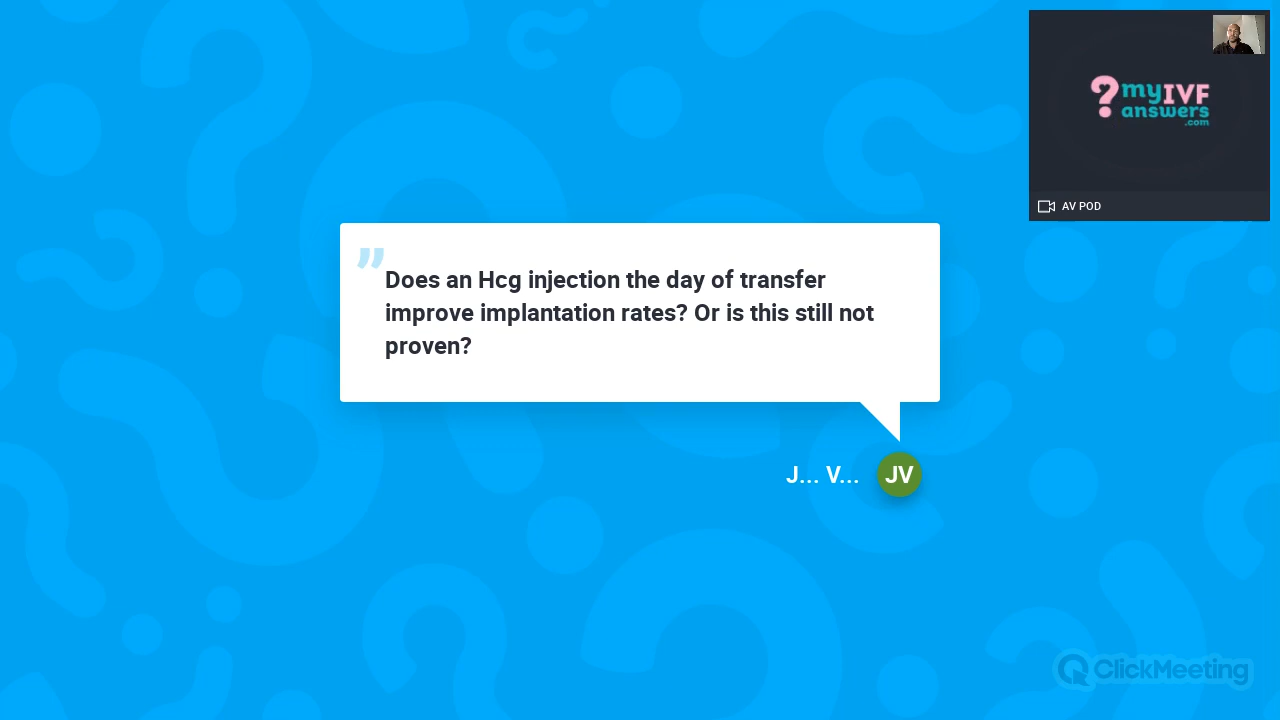 ?myIVF
answers
.com
AV POD
"
Does an Hcg injection the day of transfer
improve implantation rates? Or is this still not
proven?
J... V... JV
ClickMeeting